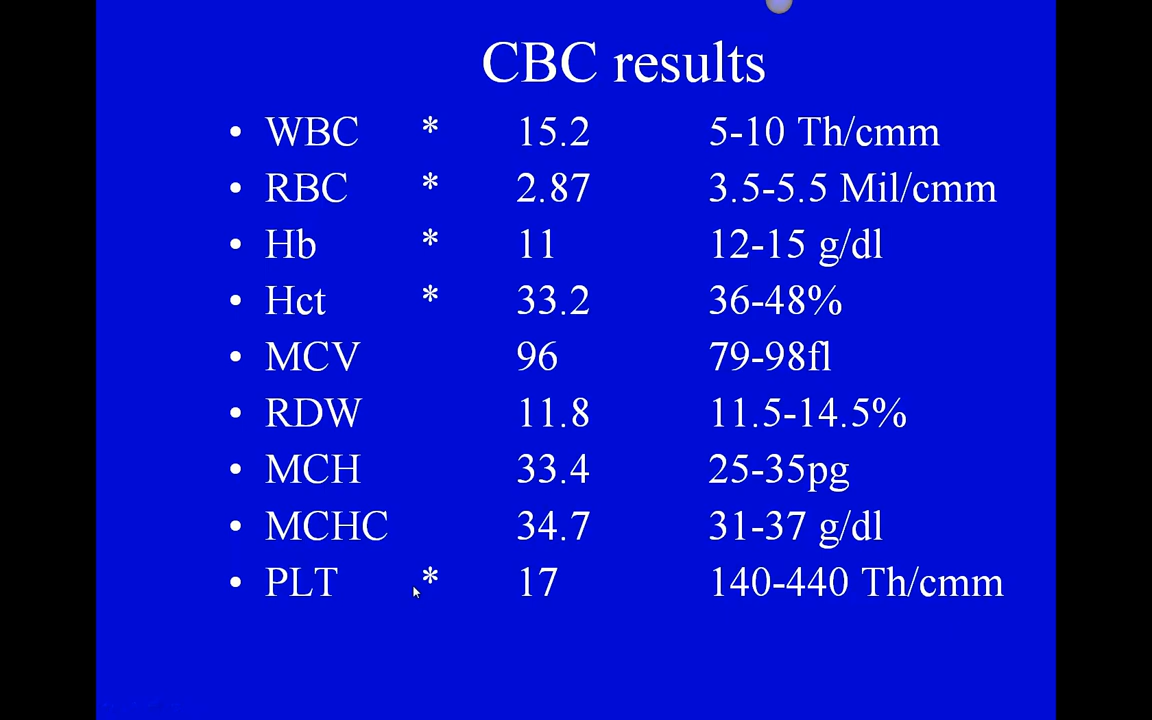 CBC results
• WBC * 15.2 5-10 Th/cmm
• RBC * 2.87 3.5-5.5 Mil/cmm
• Hb * 11 12-15 g/dl
• Hct * 33.2 36-48%
• MCV 96 79-98fl
• RDW 11.8 11.5-14.5%
• MCH 33.4 25-35pg
• MCHC 34.7 31-37 g/dl
• PLT * 17 140-440 Th/cmm